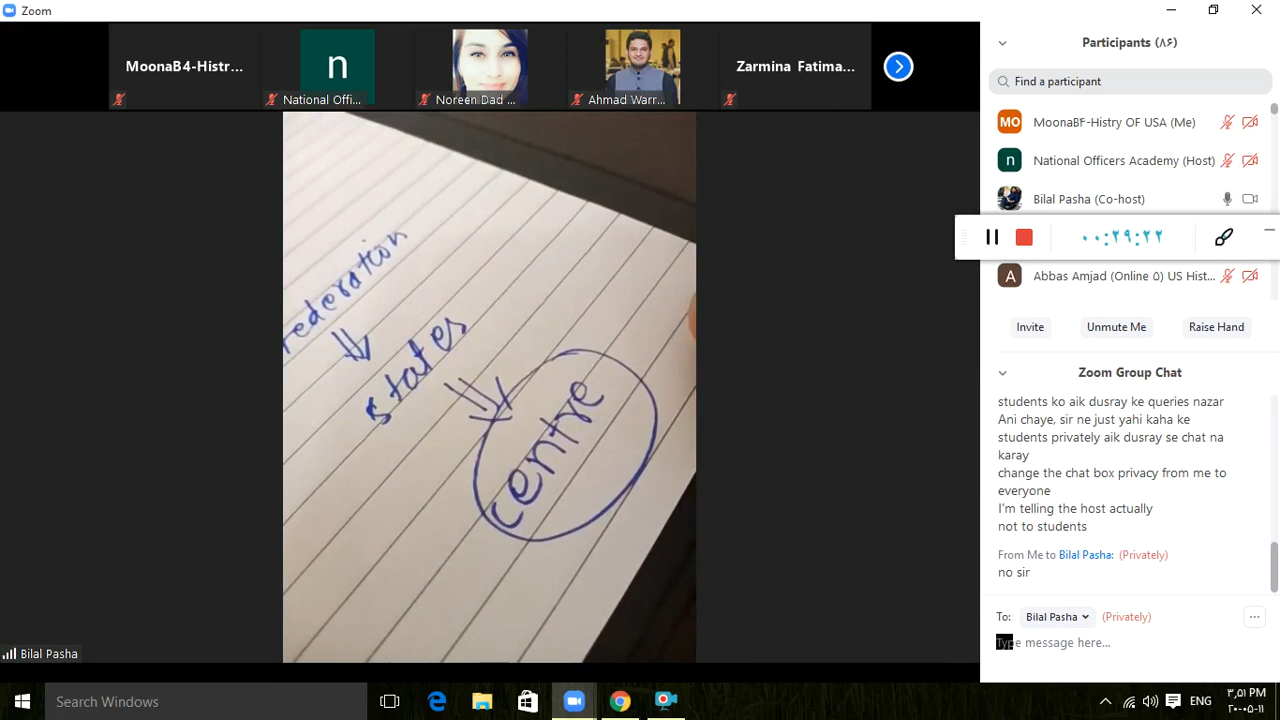 Zoom
MoonaB4-Histr...
n
National Offi...
Noreen Dad ...
Ahmad Warr...
Zarmina Fatima...
rederation
states
centre
Bilal Pasha
Participants (۸۶)
Find a participant
MO
MoonaB۴-Histry OF USA (Me)
n
National Officers Academy (Host)
Bilal Pasha (Co-host)
۰۰:۲۹:۲۲
A
Abbas Amjad (Online ۵) US Hist...
Invite
Unmute Me
Raise Hand
Zoom Group Chat
students ko aik dusray ke queries nazar
Ani chaye, sir ne just yahi kaha ke
students privately aik dusray se chat na
karay
change the chat box privacy from me to
everyone
I'm telling the host actually
not to students
From Me to Bilal Pasha: (Privately)
no sir
To: Bilal Pasha (Privately)
Type message here...
Search Windows
ENG
۳:۵۱ PM
۲۰۰۰-۵-۱۱